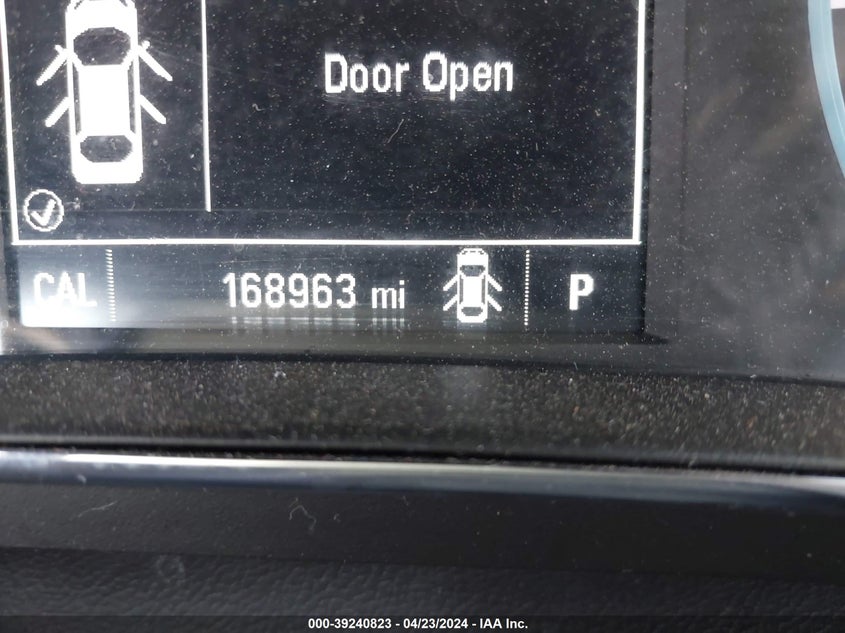 Door Open
CAL 168963 mi P
000-39240823 - 04/23/2024 - IAA Inc.